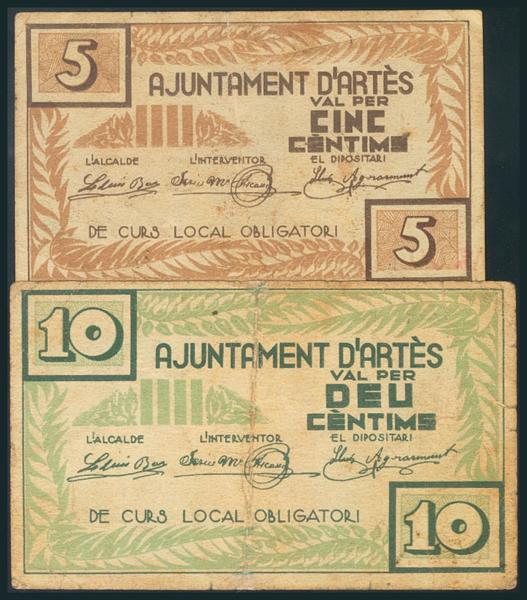 5
AJUNTAMENT D'ARTÈS
VAL PER
CINC
CÈNTIMS
L'ALCALDE L'INTERVENTOR EL DIPOSITARI
DE CURS LOCAL OBLIGATORI
5
10
AJUNTAMENT D'ARTÈS
VAL PER
DEU
CÈNTIMS
L'ALCALDE L'INTERVENTOR EL DIPOSITARI
DE CURS LOCAL OBLIGATORI
10